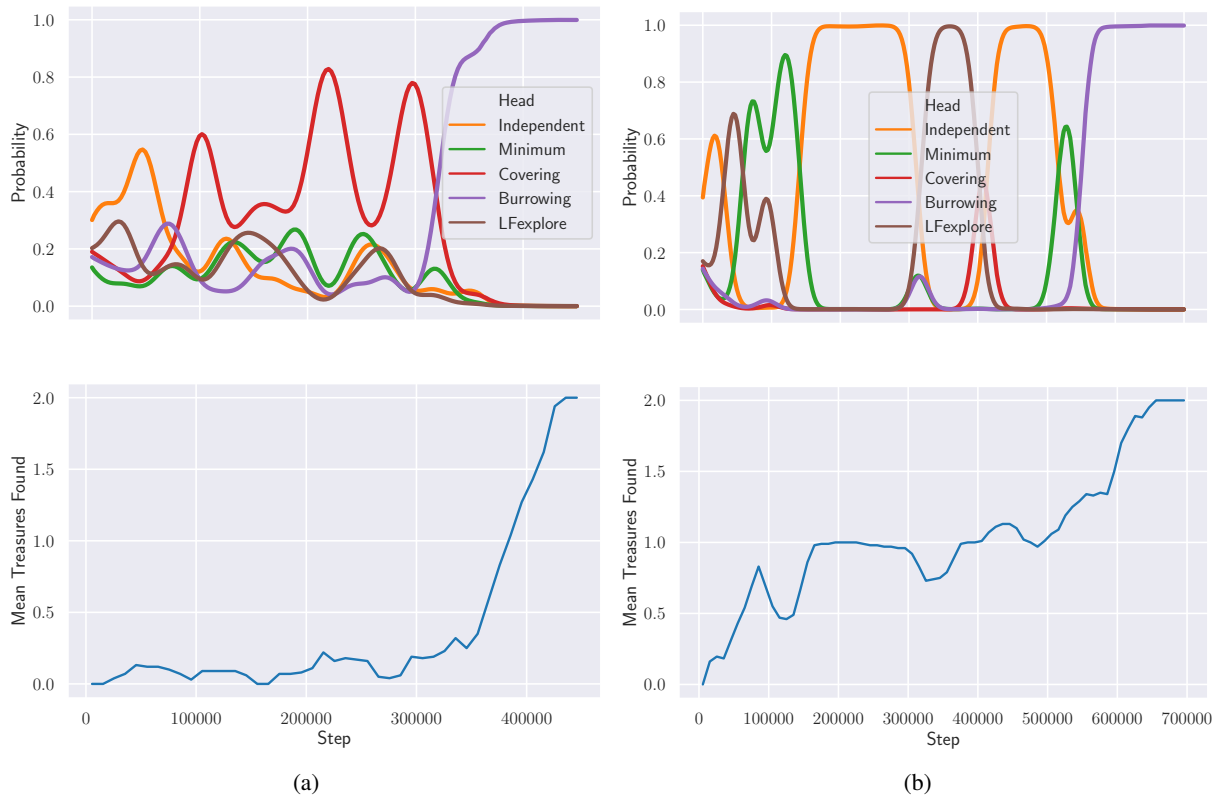 1.0
0.8
0.6
0.4
0.2
0.0
Probability
Head
Independent
Minimum
Covering
Burrowing
LFexplore
1.0
0.8
0.6
0.4
0.2
0.0
Probability
Head
Independent
Minimum
Covering
Burrowing
LFexplore
2.0
1.5
1.0
0.5
0.0
Mean Treasures Found
0 100000 200000 300000 400000
Step
2.0
1.5
1.0
0.5
0.0
Mean Treasures Found
0 100000 200000 300000 400000 500000 600000 700000
Step
(a)
(b)